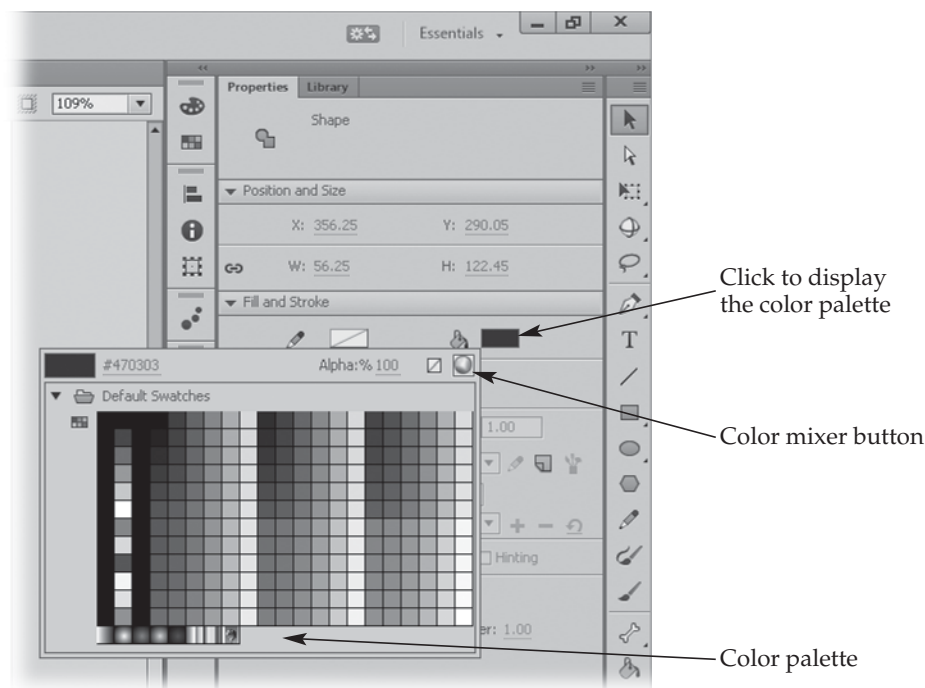 Essentials
109%
Properties Library
Shape
Position and Size
X: 356.25 Y: 290.05
W: 56.25 H: 122.45
Fill and Stroke
Click to display
the color palette
#470303 Alpha:% 100
Default Swatches
1.00
Color mixer button
T
Hinting
er: 1.00
Color palette